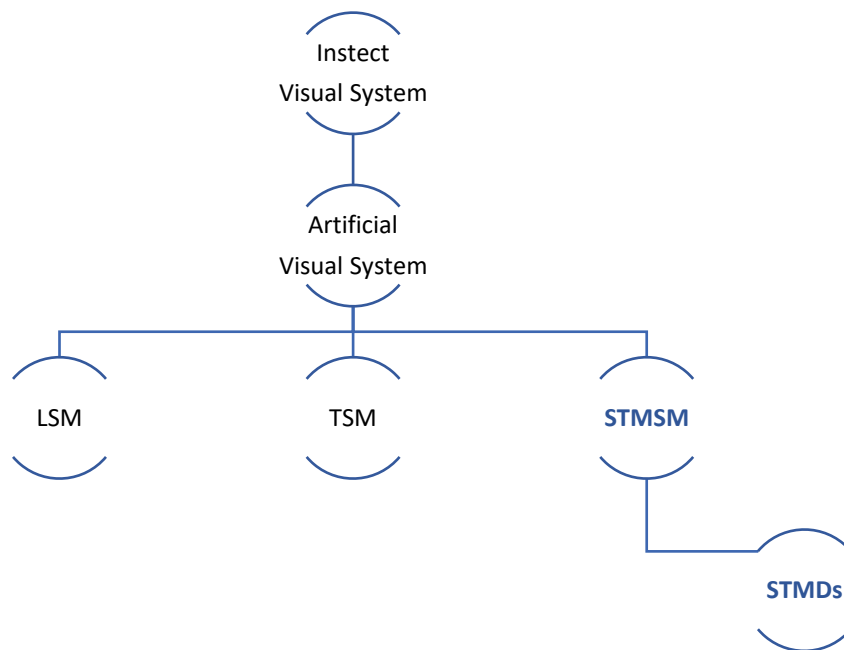 Instect
Visual System
Artificial
Visual System
LSM
TSM
STMSM
STMDs